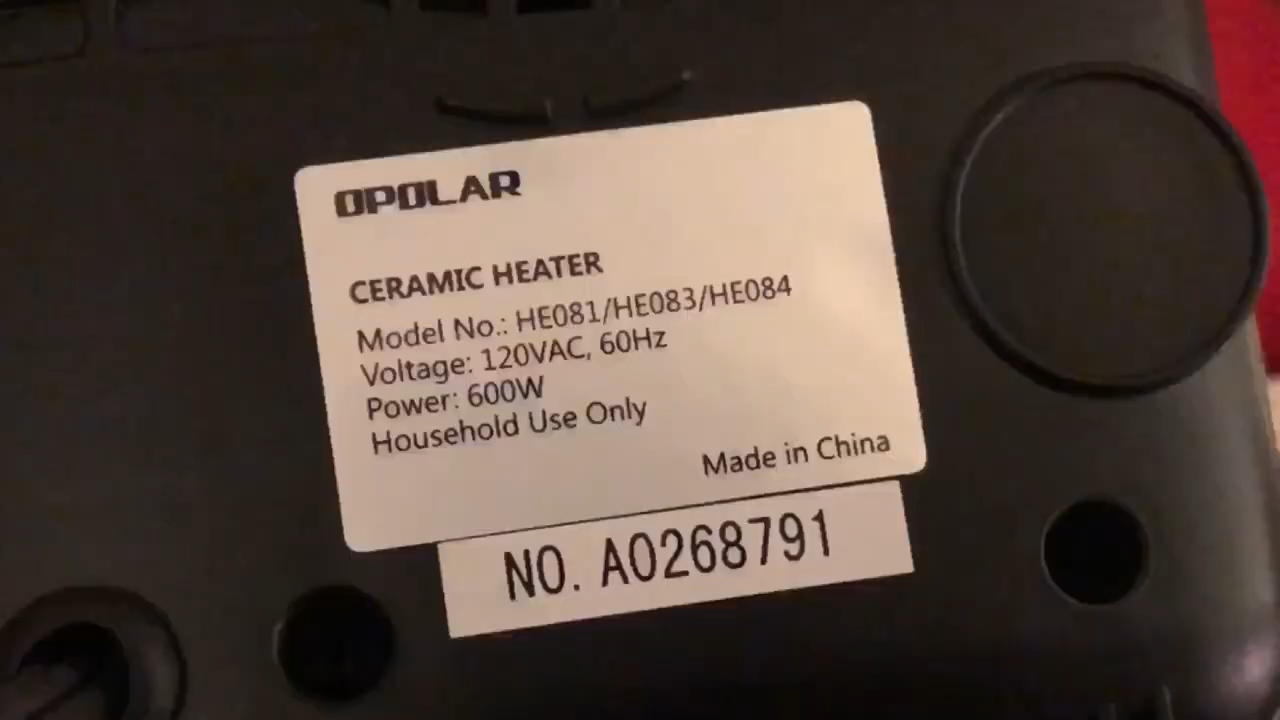 OPOLAR
CERAMIC HEATER
Model No.: HE081/HE083/HE084
Voltage: 120VAC, 60Hz
Power: 600W
Household Use Only
Made in China
NO. A0268791